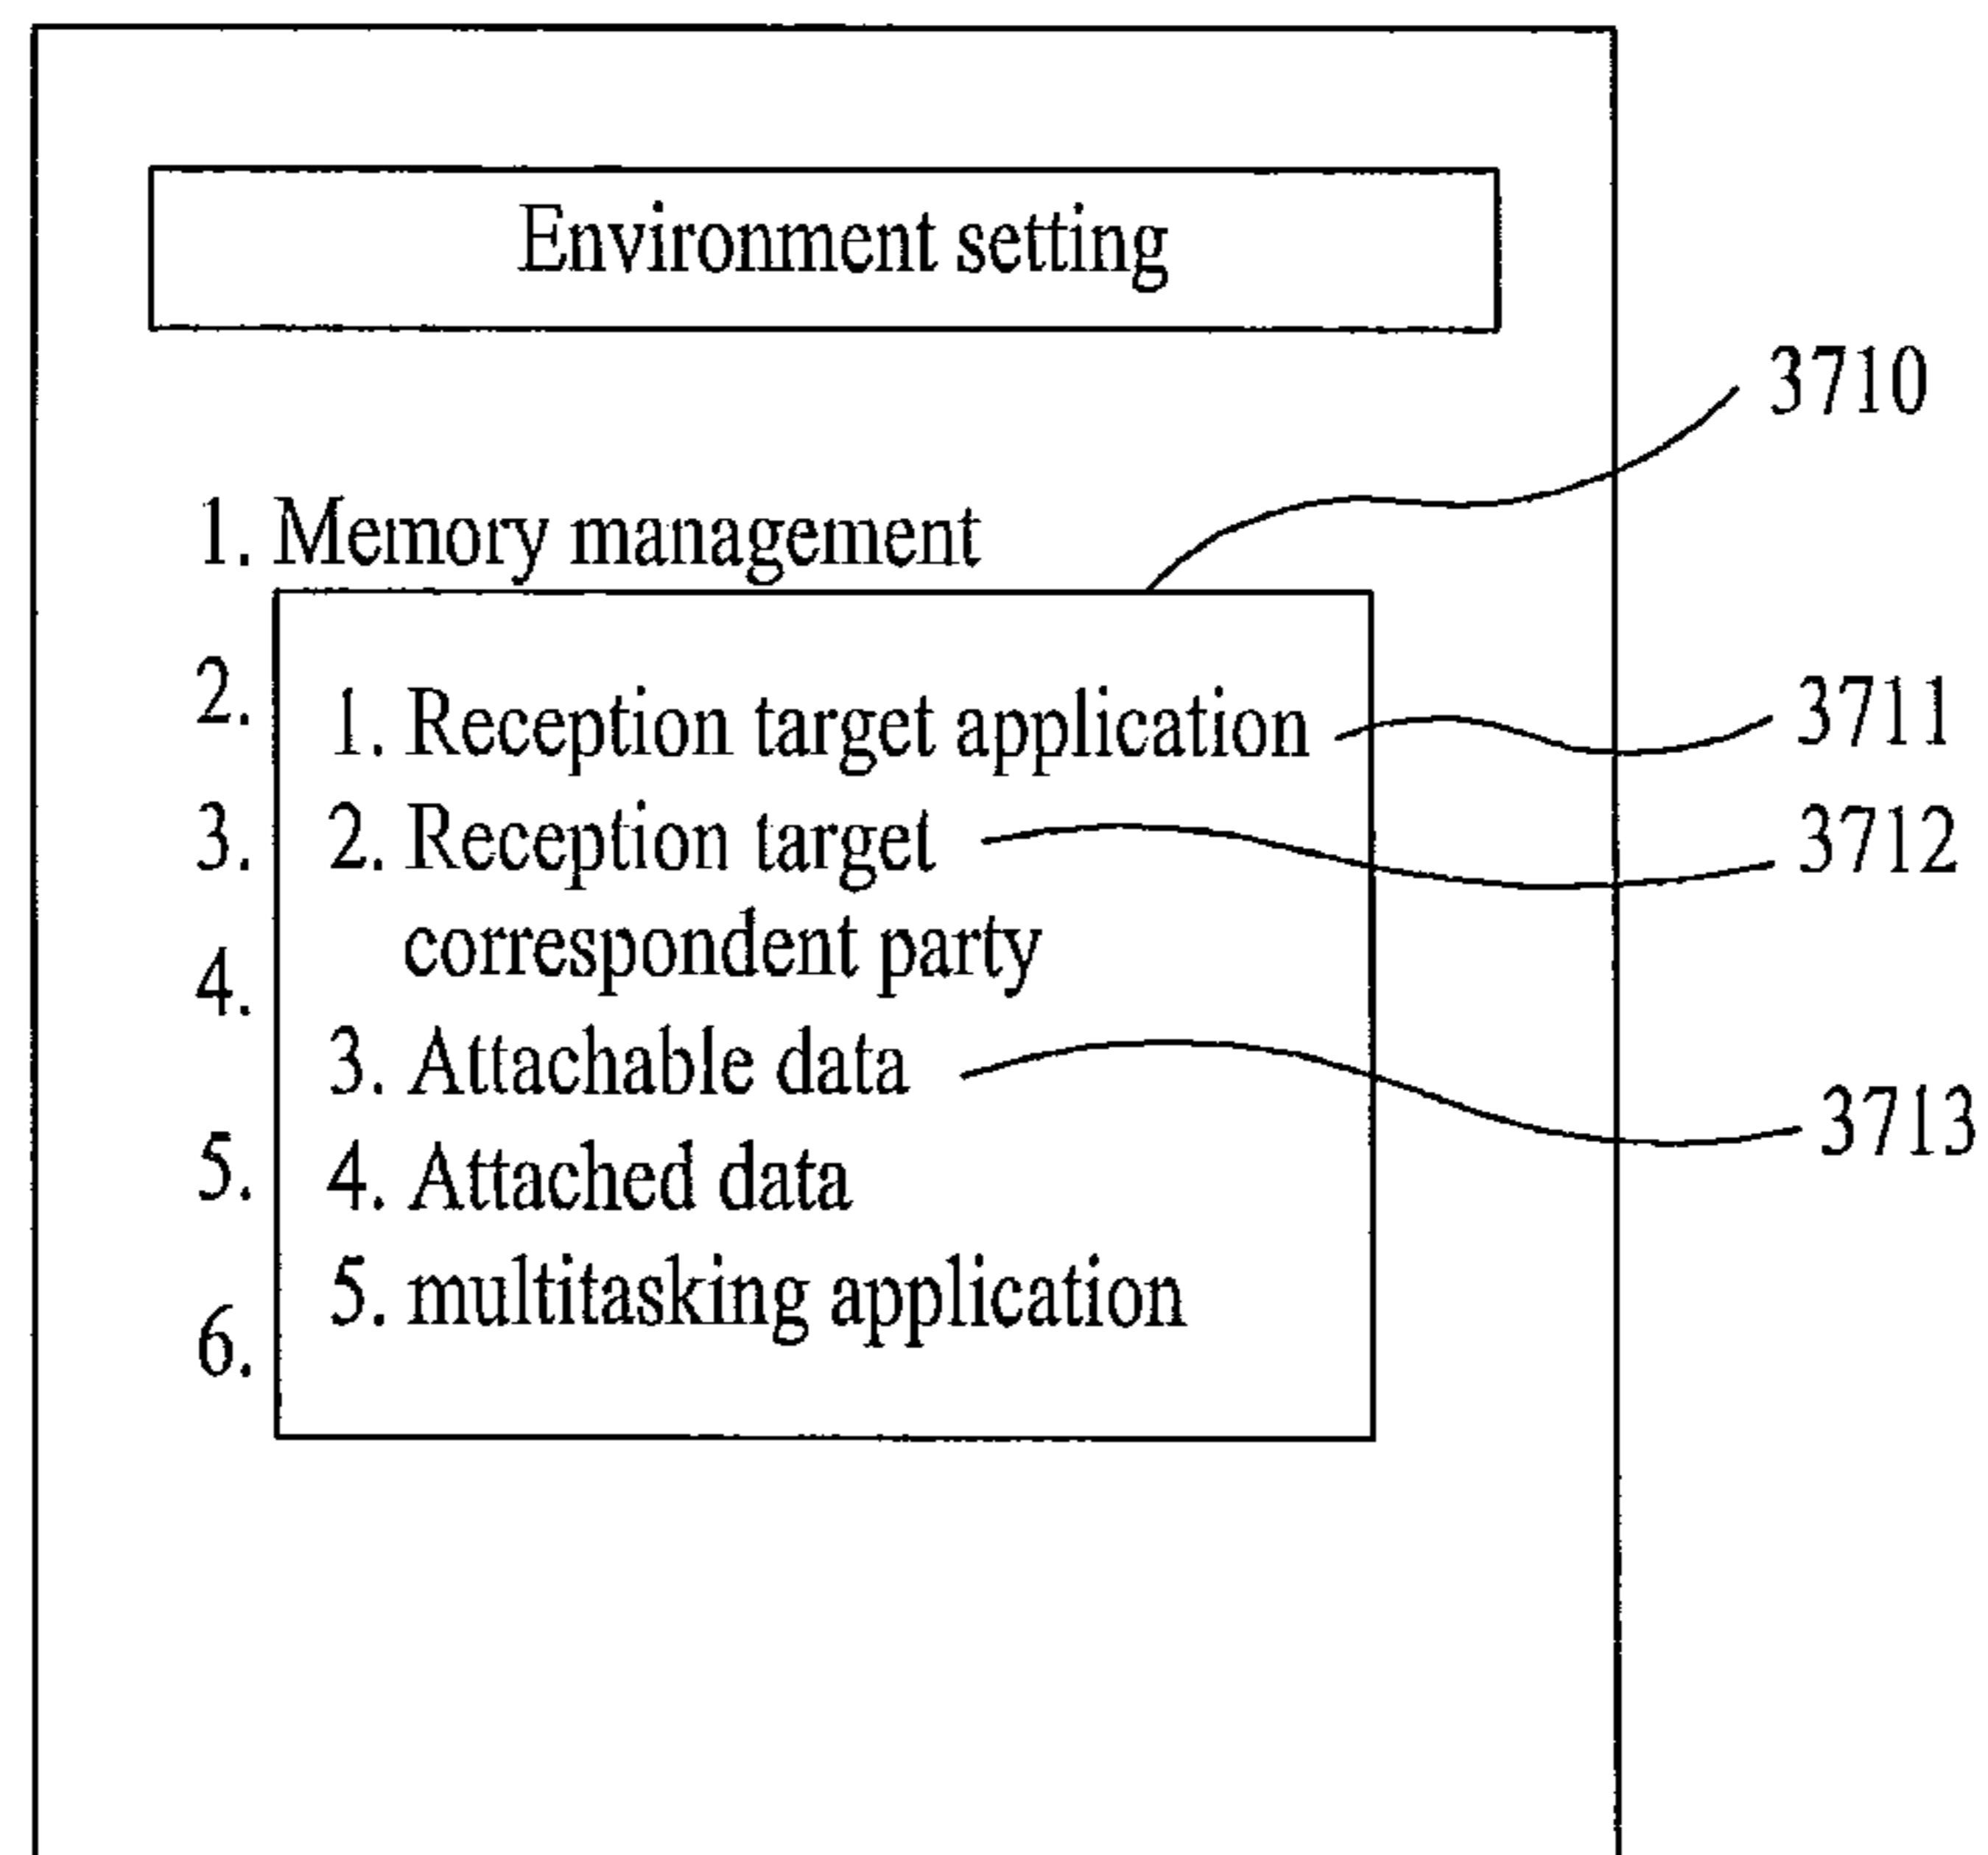 Environment setting
3710
1. Memory management
2.
1. Reception target application
3711
3.
2. Reception target
3712
correspondent party
4.
3. Attachable data
3713
5.
4. Attached data
5. multitasking application
6.